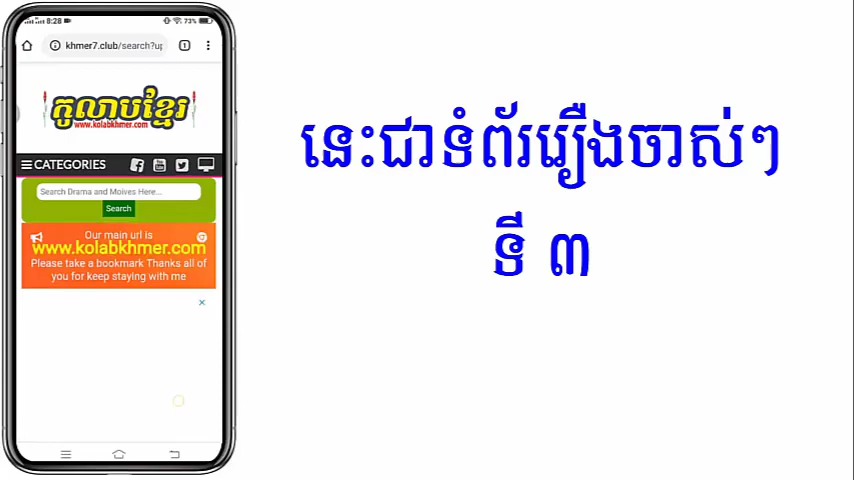 8:28
73%
khmer7.club/search?up
1
កូលាបខ្មែរ
www.kolabkhmer.com
CATEGORIES
Search Drama and Moives Here...
Search
Our main url is
www.kolabkhmer.com
Please take a bookmark Thanks all of
you for keep staying with me
នេះជាទំព័ររឿងចាស់ៗ
ទី ៣